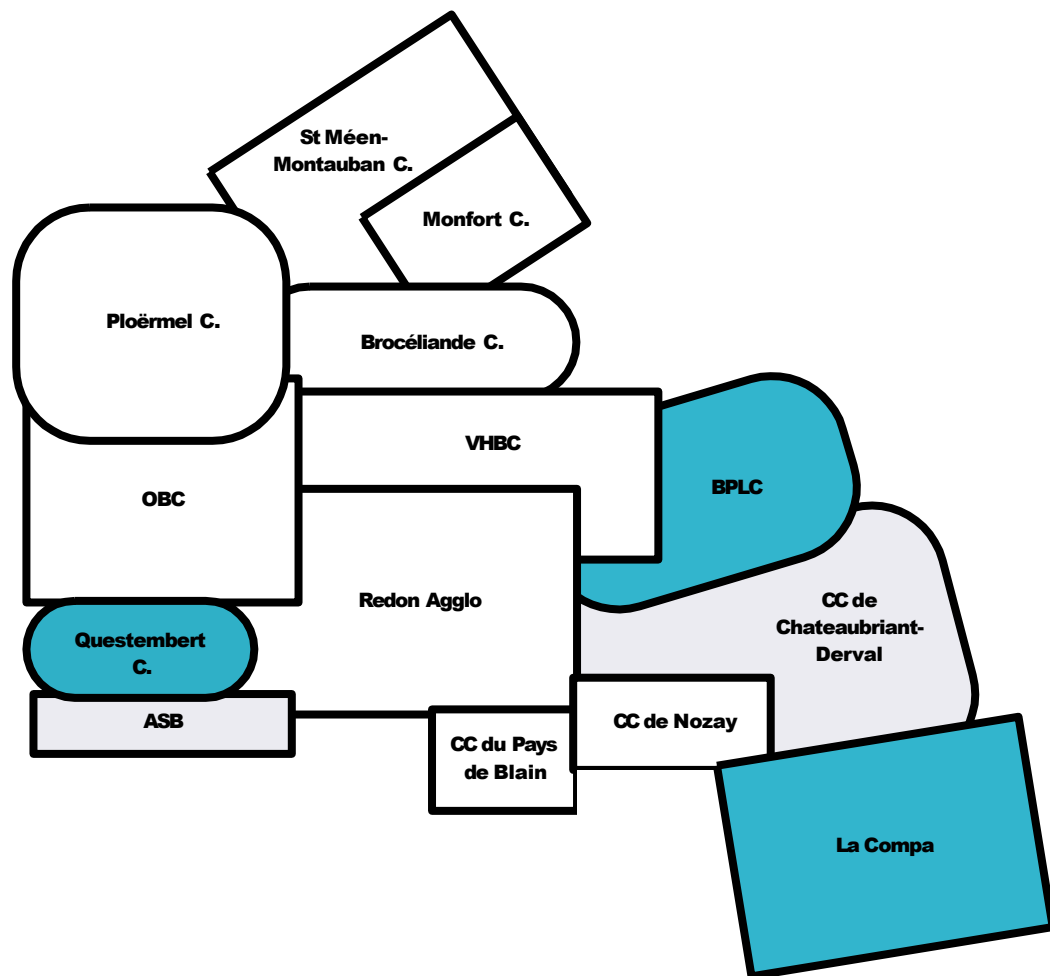 St Méen-
Montauban C.
Monfort C.
Ploërmel C.
Brocéliande C.
VHBC
BPLC
OBC
Redon Agglo
CC de
Chateaubriant-
Derval
Questembert
C.
ASB
CC de Nozay
CC du Pays
de Blain
La Compa